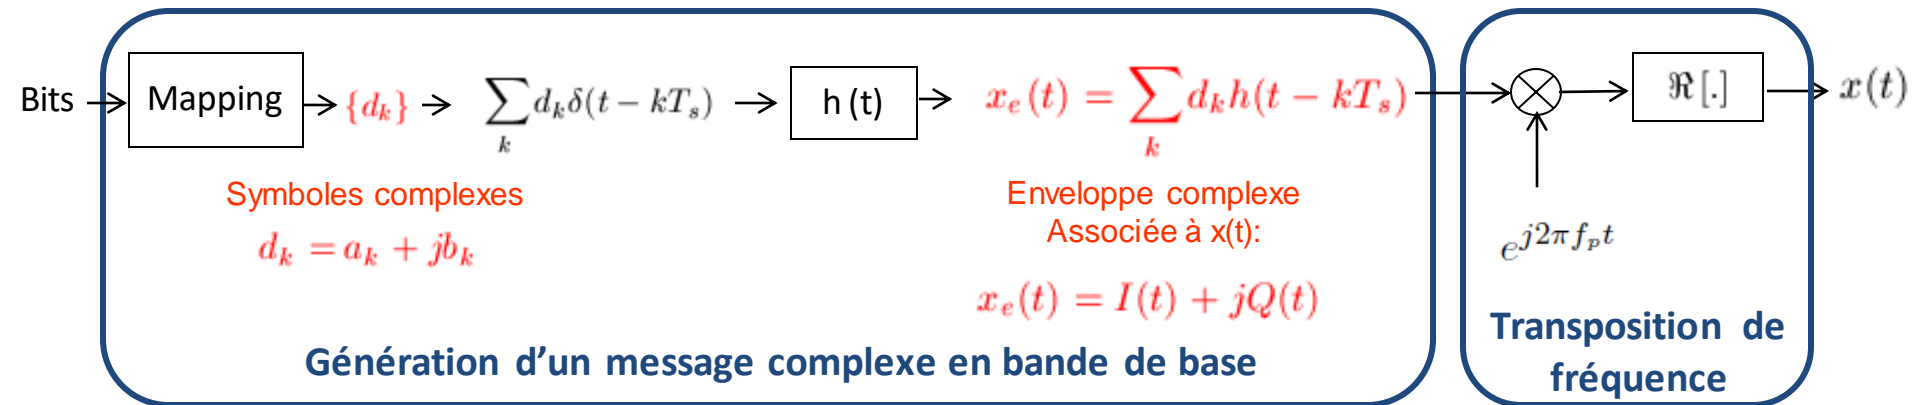 Bits → Mapping → {d_k} → ∑_k d_k δ(t − kT_s) → h (t) → x_e(t) = ∑_k d_k h(t − kT_s) → ⊗ → ℜ[.] → x(t)
Symboles complexes
d_k = a_k + jb_k
Enveloppe complexe
Associée à x(t):
x_e(t) = I(t) + jQ(t)
e^{j2πf_p t}
Génération d’un message complexe en bande de base
Transposition de
fréquence